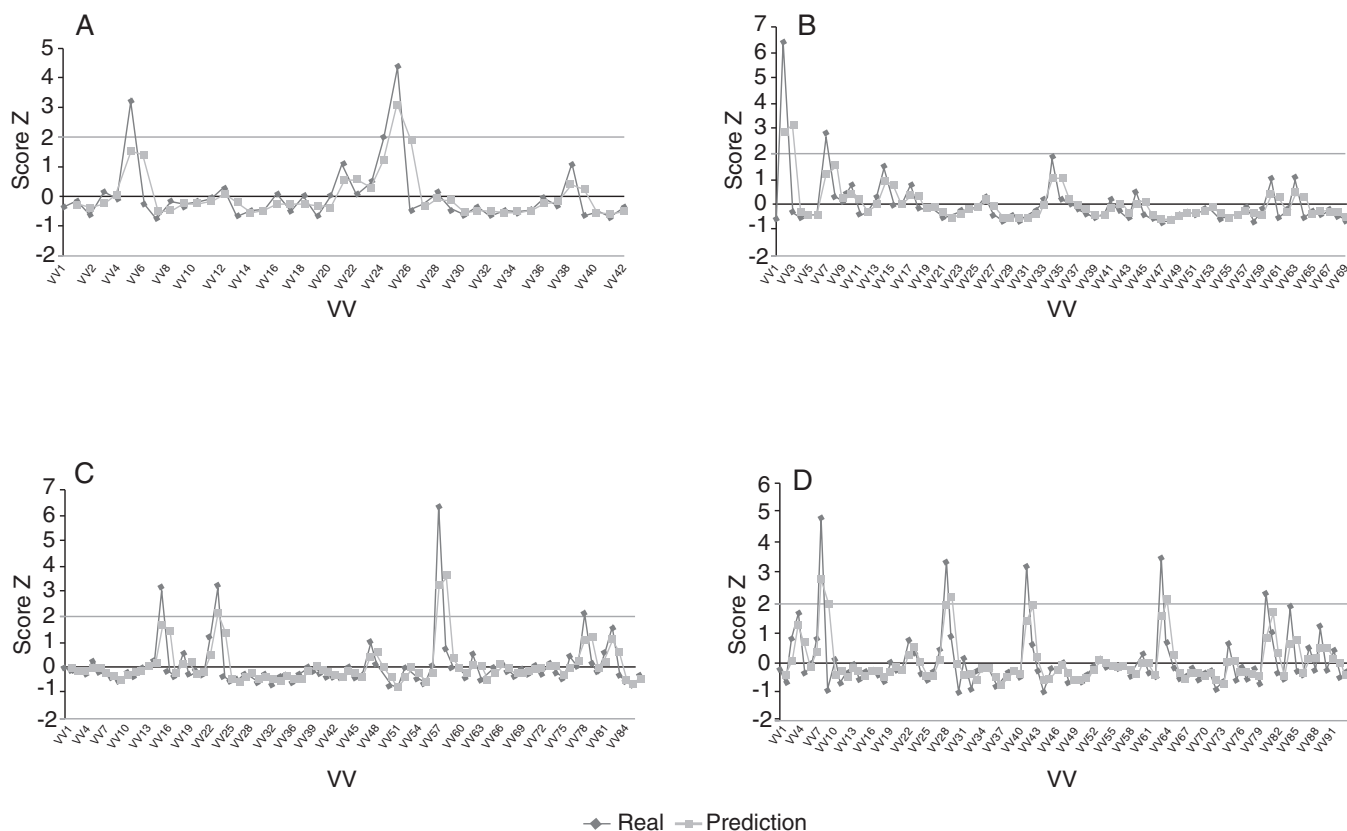 A
5
4
3
2
1
0
-1
-2
Score Z
VV1 VV2 VV4 VV6 VV8 VV10 VV12 VV14 VV16 VV18 VV20 VV22 VV24 VV26 VV28 VV30 VV32 VV34 VV36 VV38 VV40 VV42
VV
B
7
6
5
4
3
2
1
0
-1
-2
Score Z
VV1 VV3 VV5 VV7 VV9 VV11 VV13 VV15 VV17 VV19 VV21 VV23 VV25 VV27 VV29 VV31 VV33 VV35 VV37 VV39 VV41 VV43 VV45 VV47 VV49 VV51 VV53 VV55 VV57 VV59 VV61 VV63 VV65 VV67 VV69
VV
C
7
6
5
4
3
2
1
0
-1
-2
Score Z
VV1 VV4 VV7 VV10 VV13 VV16 VV19 VV22 VV25 VV28 VV32 VV36 VV39 VV42 VV45 VV48 VV51 VV54 VV57 VV60 VV63 VV66 VV69 VV72 VV75 VV78 VV81 VV84
VV
D
6
5
4
3
2
1
0
-1
-2
Score Z
VV1 VV4 VV7 VV10 VV13 VV16 VV19 VV22 VV25 VV28 VV31 VV34 VV37 VV40 VV43 VV46 VV49 VV52 VV55 VV58 VV61 VV64 VV67 VV70 VV73 VV76 VV79 VV82 VV85 VV88 VV91
VV
Real Prediction